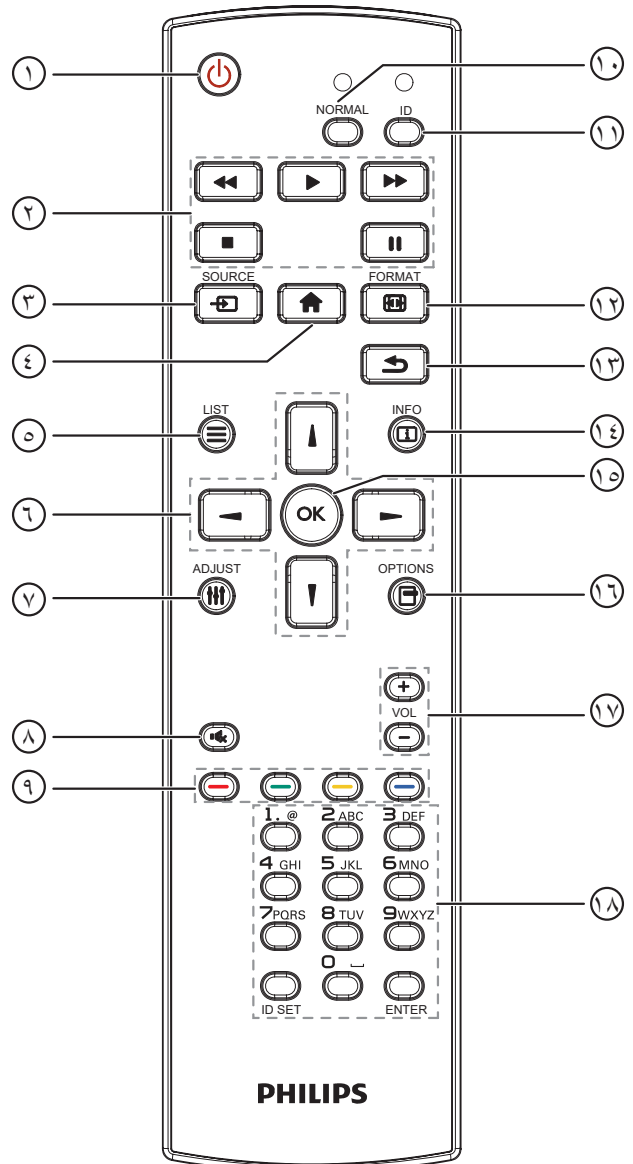 ١
١٠
NORMAL
ID
١١
٢
SOURCE
FORMAT
٣
١٢
٤
١٣
LIST
INFO
٥
١٤
OK
١٥
٦
ADJUST
OPTIONS
٧
١٦
+
VOL
١٧
−
٨
٩
1. @ 2 ABC 3 DEF
4 GHI 5 JKL 6 MNO
7 PQRS 8 TUV 9 WXYZ
١٨
0 ⎵
ID SET ENTER
PHILIPS